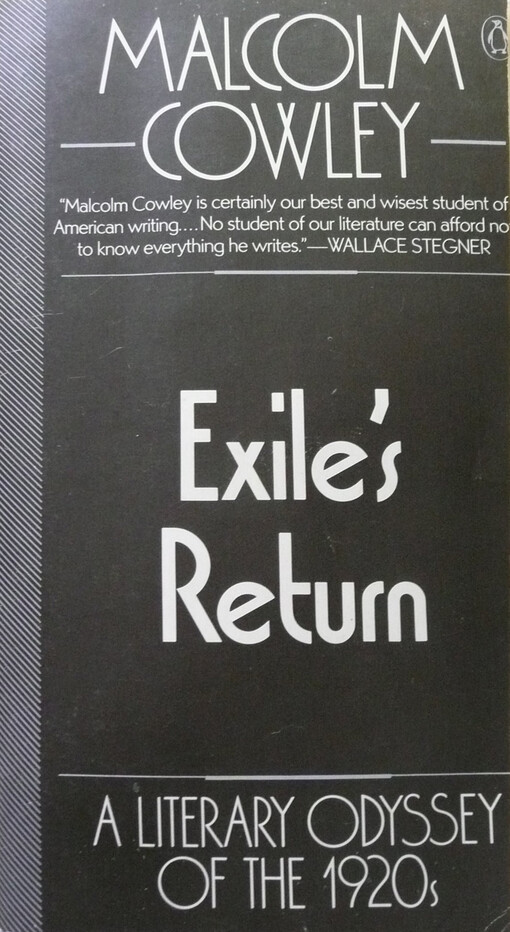 MALCOLM
COWLEY
“Malcolm Cowley is certainly our best and wisest student of
American writing....No student of our literature can afford no
to know everything he writes.”—WALLACE STEGNER
Exile's
Return
A LITERARY ODYSSEY
OF THE 1920s